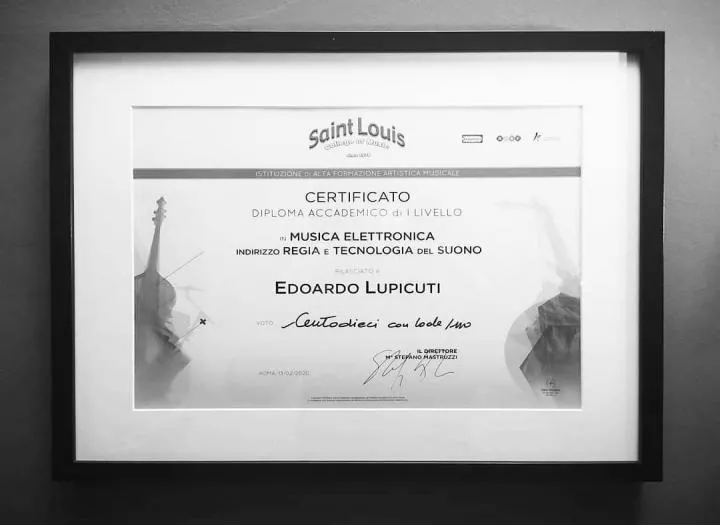 Saint Louis
College of Music
ISTITUZIONE DI ALTA FORMAZIONE ARTISTICA MUSICALE
CERTIFICATO
DIPLOMA ACCADEMICO di I LIVELLO
in MUSICA ELETTRONICA
INDIRIZZO REGIA E TECNOLOGIA DEL SUONO
RILASCIATO A
EDOARDO LUPICUTI
VOTO Centodieci con lode/110
IL DIRETTORE
M° STEFANO MASTRUZZI
ROMA, 13/02/2020